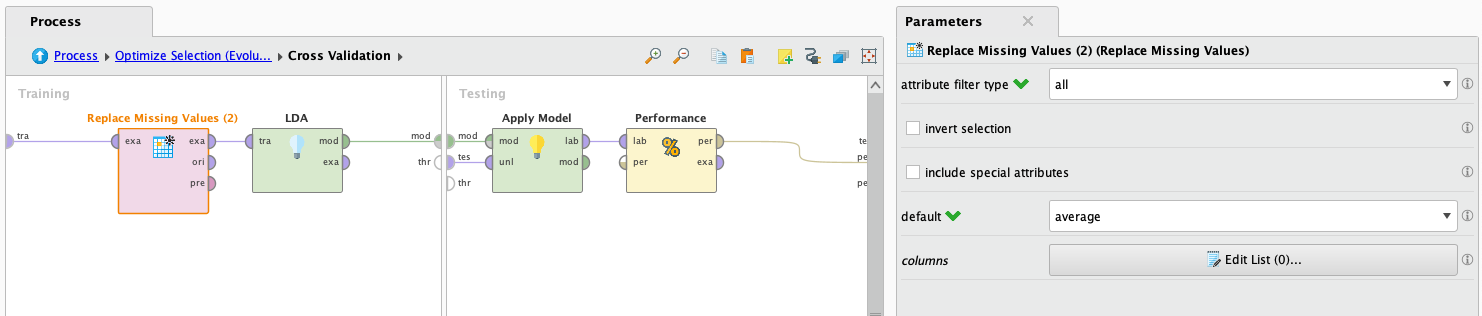 Process
Process Optimize Selection (Evolu... Cross Validation
Training
Testing
Replace Missing Values (2)
LDA
Apply Model
Performance
tra
exa exa
ori
pre
tra mod
exa
mod
thr
mod
tes
thr
mod lab
unl mod
lab per
per exa
te
pe
pe
Parameters
Replace Missing Values (2) (Replace Missing Values)
attribute filter type all
invert selection
include special attributes
default average
columns Edit List (0)...